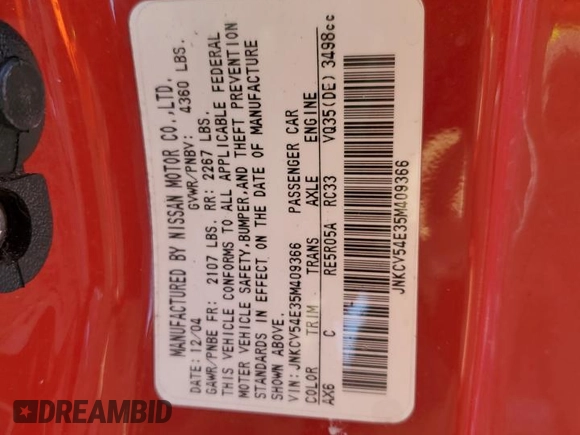 MANUFACTURED BY NISSAN MOTOR CO.,LTD.
DATE: 12/04 GVWR/PNBV: 4360 LBS.
GAWR/PNBE FR: 2107 LBS. RR: 2267 LBS.
THIS VEHICLE CONFORMS TO ALL APPLICABLE FEDERAL
MOTOR VEHICLE SAFETY,BUMPER,AND THEFT PREVENTION
STANDARDS IN EFFECT ON THE DATE OF MANUFACTURE
SHOWN ABOVE.
VIN: JNKCV54E35M409366 PASSENGER CAR
COLOR TRIM TRANS AXLE ENGINE
AX6 C RE5R05A RC33 VQ35(DE) 3498cc
JNKCV54E35M409366
DREAMBID